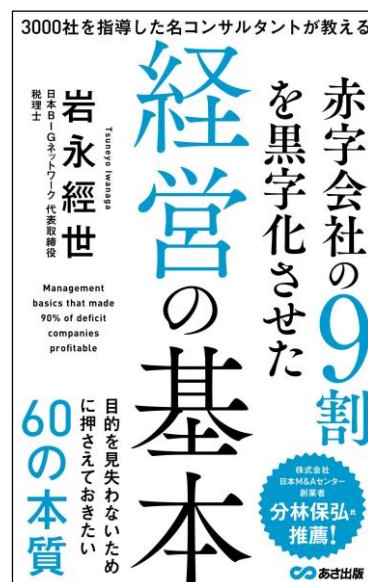 3000社を指導した名コンサルタントが教える
赤字会社の9割
を黒字化させた
経営の基本
Tsuneyo Iwanaga
岩永經世
日本BIGネットワーク 代表取締役
税理士
Management
basics that made
90% of deficit
companies
profitable
目的を見失わないため
に押さえておきたい
60の本質
株式会社
日本M&Aセンター
創業者
分林保弘氏
推薦!
あさ出版